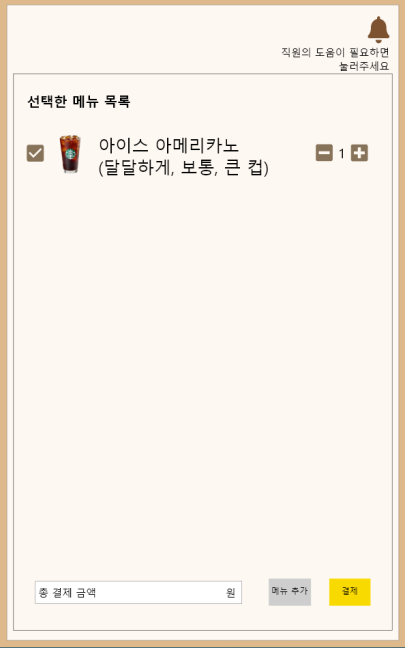 직원의 도움이 필요하면
눌러주세요
선택한 메뉴 목록
아이스 아메리카노
(달달하게, 보통, 큰 컵)
1
총 결제 금액 원
메뉴 추가
결제